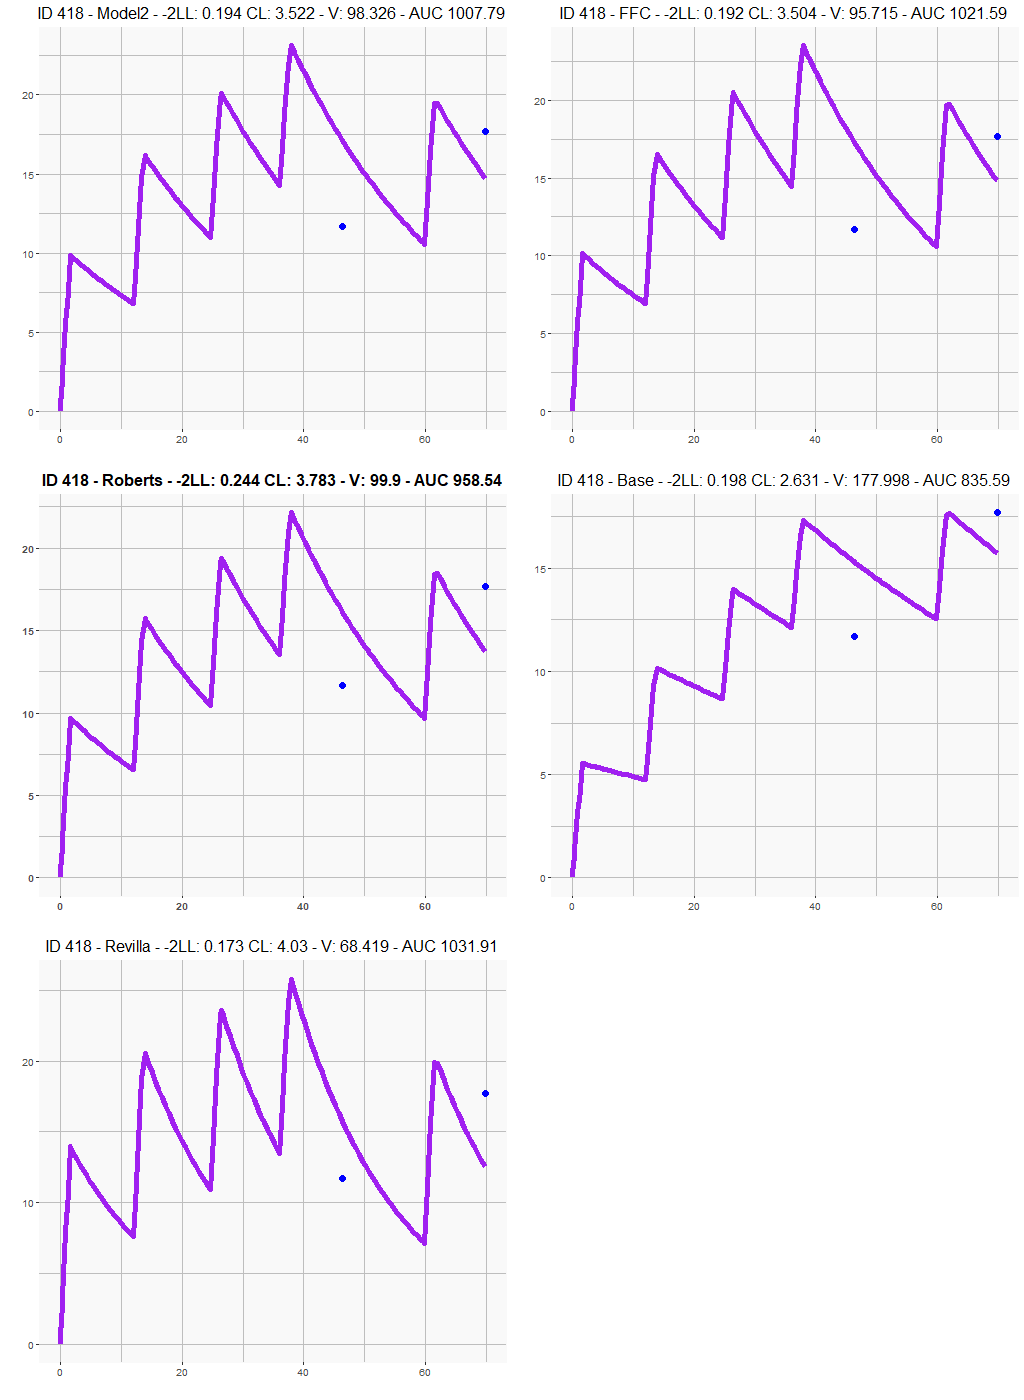 ID 418 - Model2 - -2LL: 0.194 CL: 3.522 - V: 98.326 - AUC 1007.79
20
15
10
5
0
0 20 40 60
ID 418 - FFC - -2LL: 0.192 CL: 3.504 - V: 95.715 - AUC 1021.59
20
15
10
5
0
0 20 40 60
ID 418 - Roberts - -2LL: 0.244 CL: 3.783 - V: 99.9 - AUC 958.54
20
15
10
5
0
0 20 40 60
ID 418 - Base - -2LL: 0.198 CL: 2.631 - V: 177.998 - AUC 835.59
15
10
5
0
0 20 40 60
ID 418 - Revilla - -2LL: 0.173 CL: 4.03 - V: 68.419 - AUC 1031.91
20
10
0
0 20 40 60